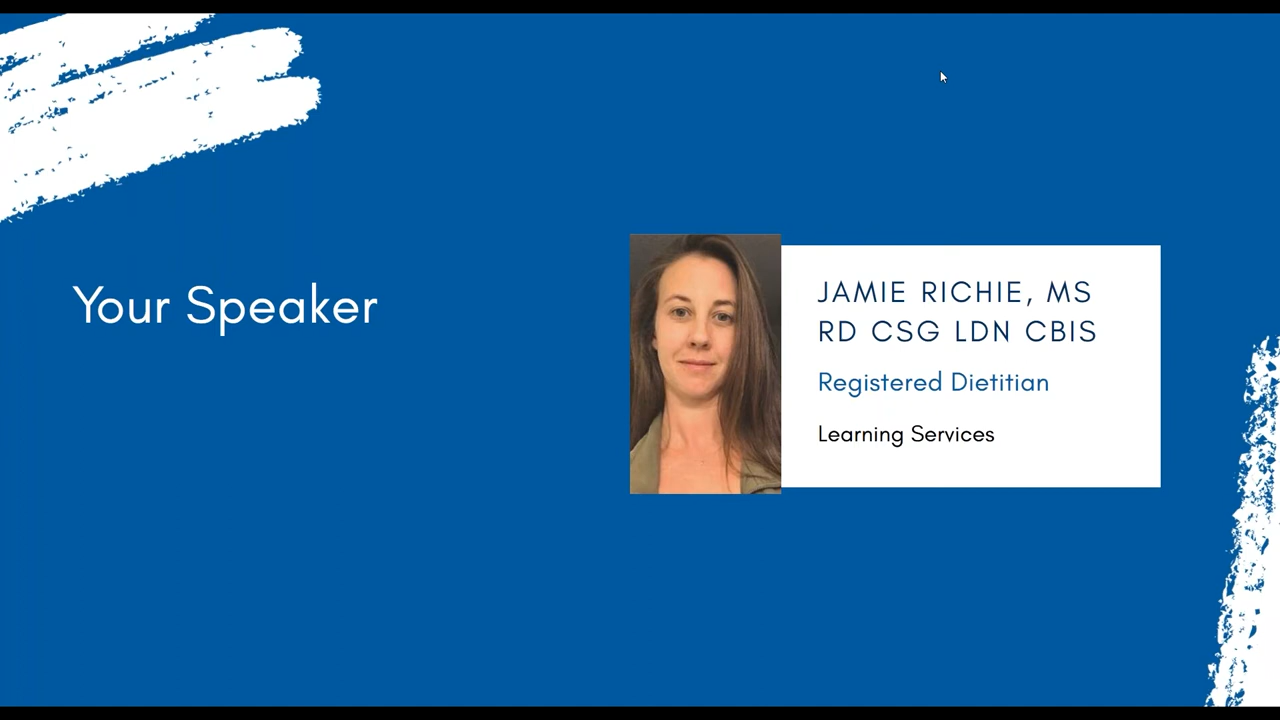 Your Speaker
JAMIE RICHIE, MS
RD CSG LDN CBIS
Registered Dietitian
Learning Services